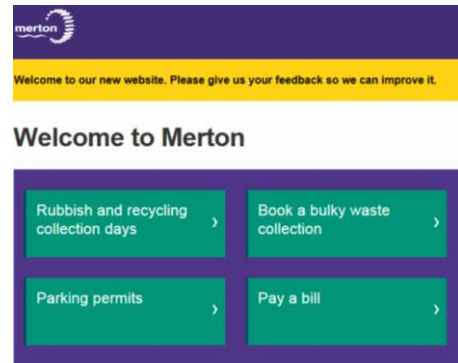 merton
Welcome to our new website. Please give us your feedback so we can improve it.
Welcome to Merton
Rubbish and recycling
collection days
Book a bulky waste
collection
Parking permits
Pay a bill